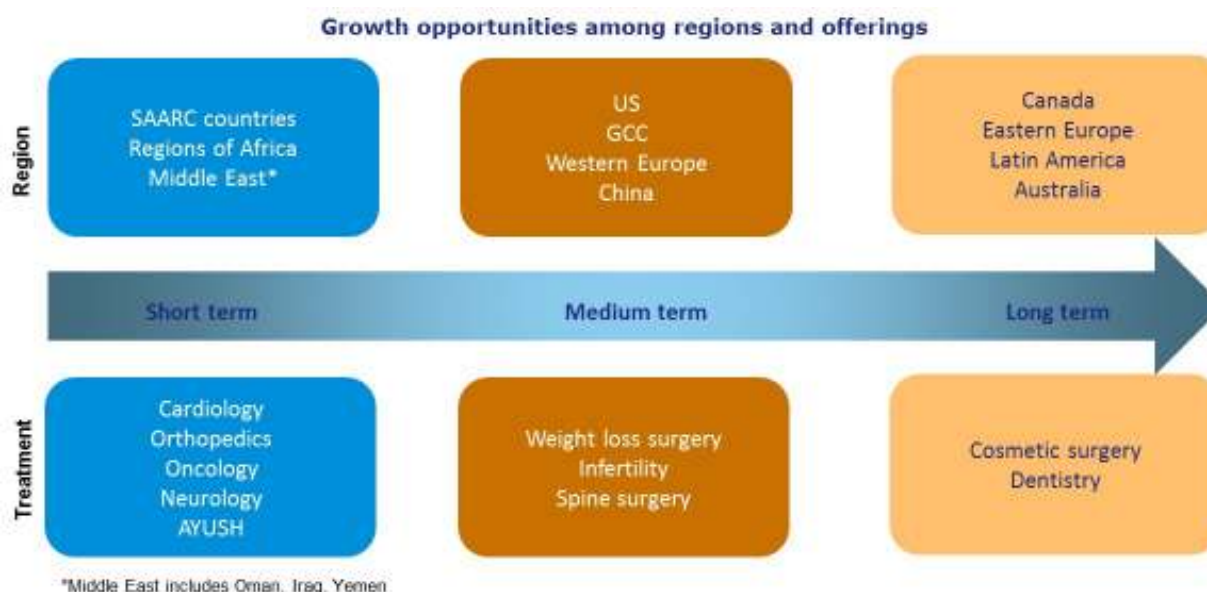 Growth opportunities among regions and offerings
Region
SAARC countries
Regions of Africa
Middle East*
US
GCC
Western Europe
China
Canada
Eastern Europe
Latin America
Australia
Short term
Medium term
Long term
Treatment
Cardiology
Orthopedics
Oncology
Neurology
AYUSH
Weight loss surgery
Infertility
Spine surgery
Cosmetic surgery
Dentistry
*Middle East includes Oman, Iraq, Yemen